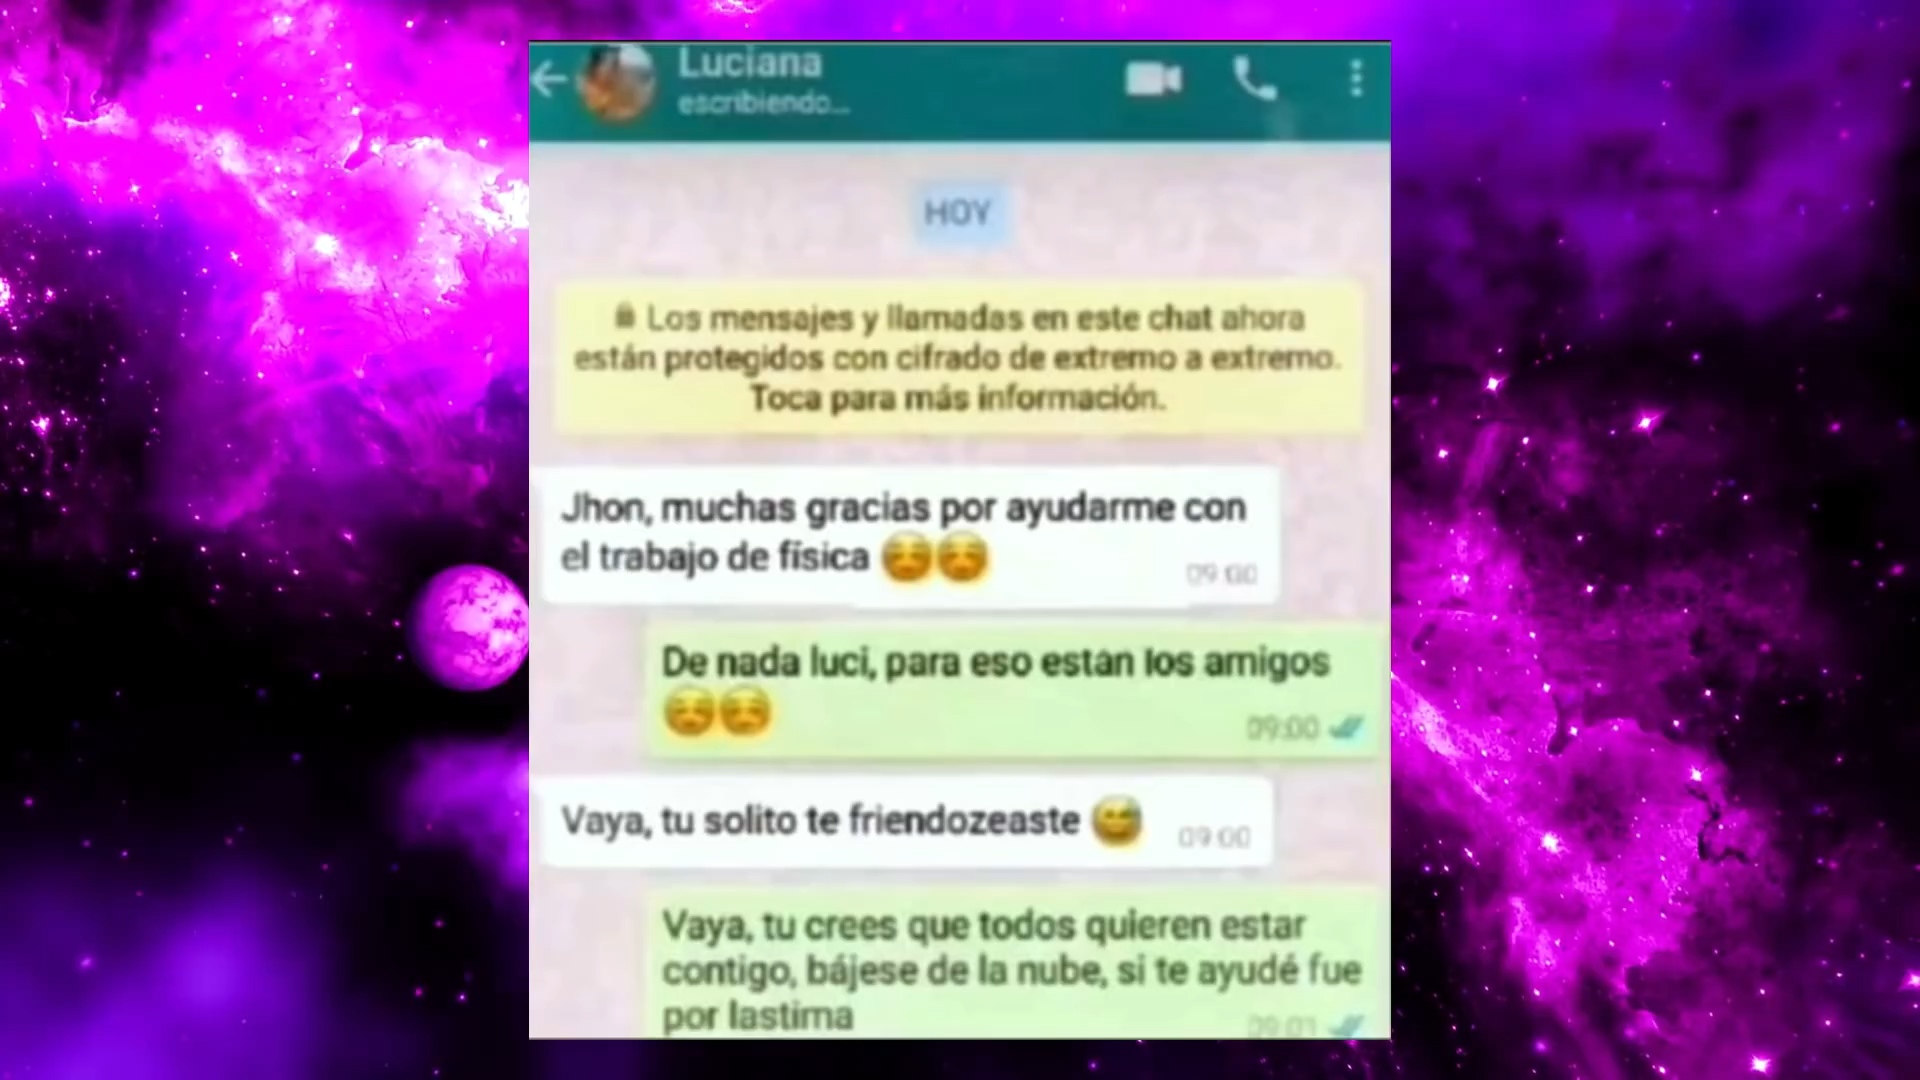 Luciana
escribiendo...
HOY
Los mensajes y llamadas en este chat ahora
están protegidos con cifrado de extremo a extremo.
Toca para más información.
Jhon, muchas gracias por ayudarme con
el trabajo de física
09:00
De nada luci, para eso están los amigos
09:00
Vaya, tu solito te friendozeaste
09:00
Vaya, tu crees que todos quieren estar
contigo, bájese de la nube, si te ayudé fue
por lastima
09:01